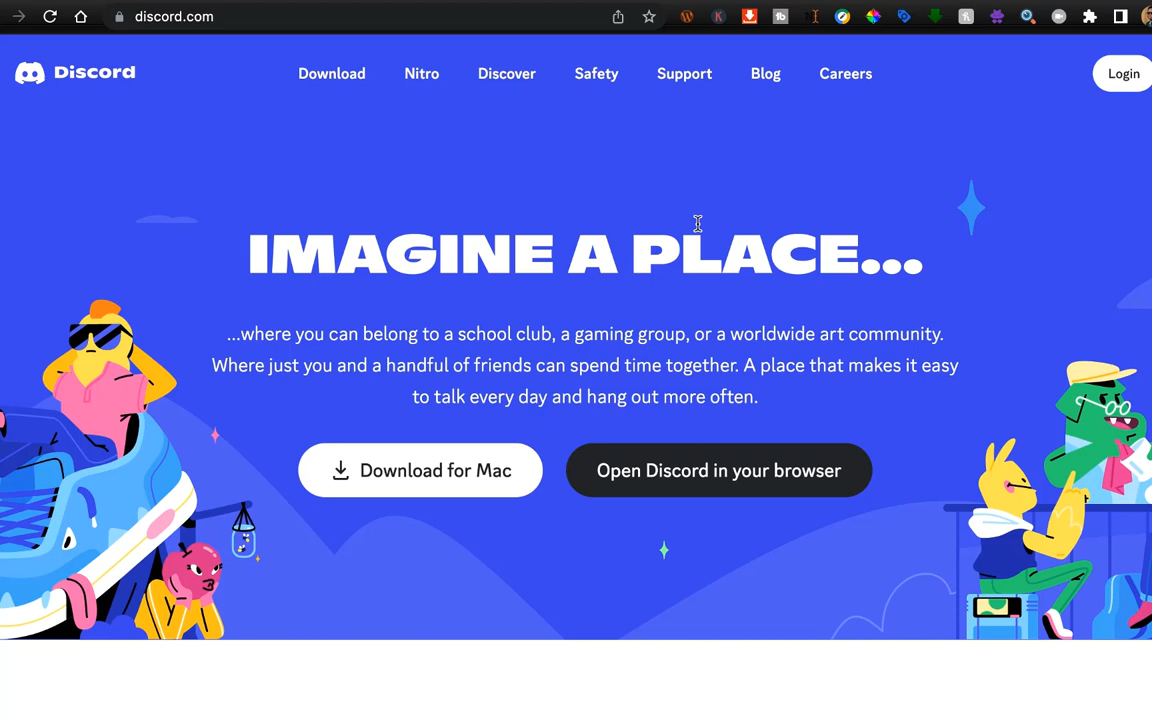 discord.com
Discord
Download Nitro Discover Safety Support Blog Careers
Login
IMAGINE A PLACE...
...where you can belong to a school club, a gaming group, or a worldwide art community.
Where just you and a handful of friends can spend time together. A place that makes it easy
to talk every day and hang out more often.
Download for Mac
Open Discord in your browser